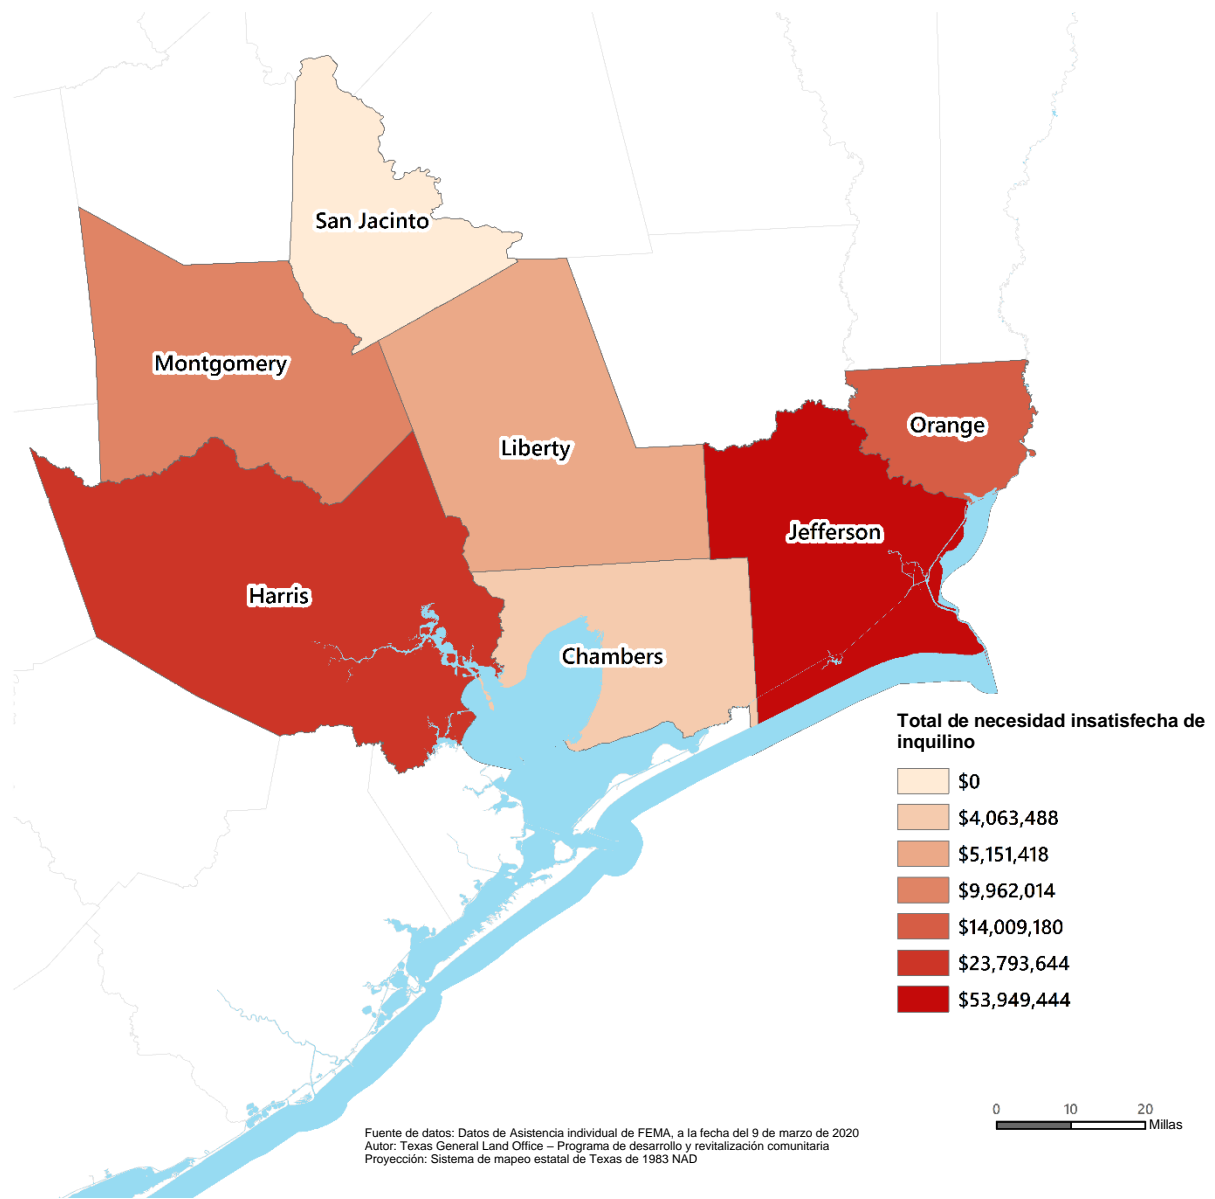 San Jacinto
Montgomery
Orange
Liberty
Jefferson
Harris
Chambers
Total de necesidad insatisfecha de
inquilino
$0
$4,063,488
$5,151,418
$9,962,014
$14,009,180
$23,793,644
$53,949,444
0 10 20
Millas
Fuente de datos: Datos de Asistencia individual de FEMA, a la fecha del 9 de marzo de 2020
Autor: Texas General Land Office – Programa de desarrollo y revitalización comunitaria
Proyección: Sistema de mapeo estatal de Texas de 1983 NAD